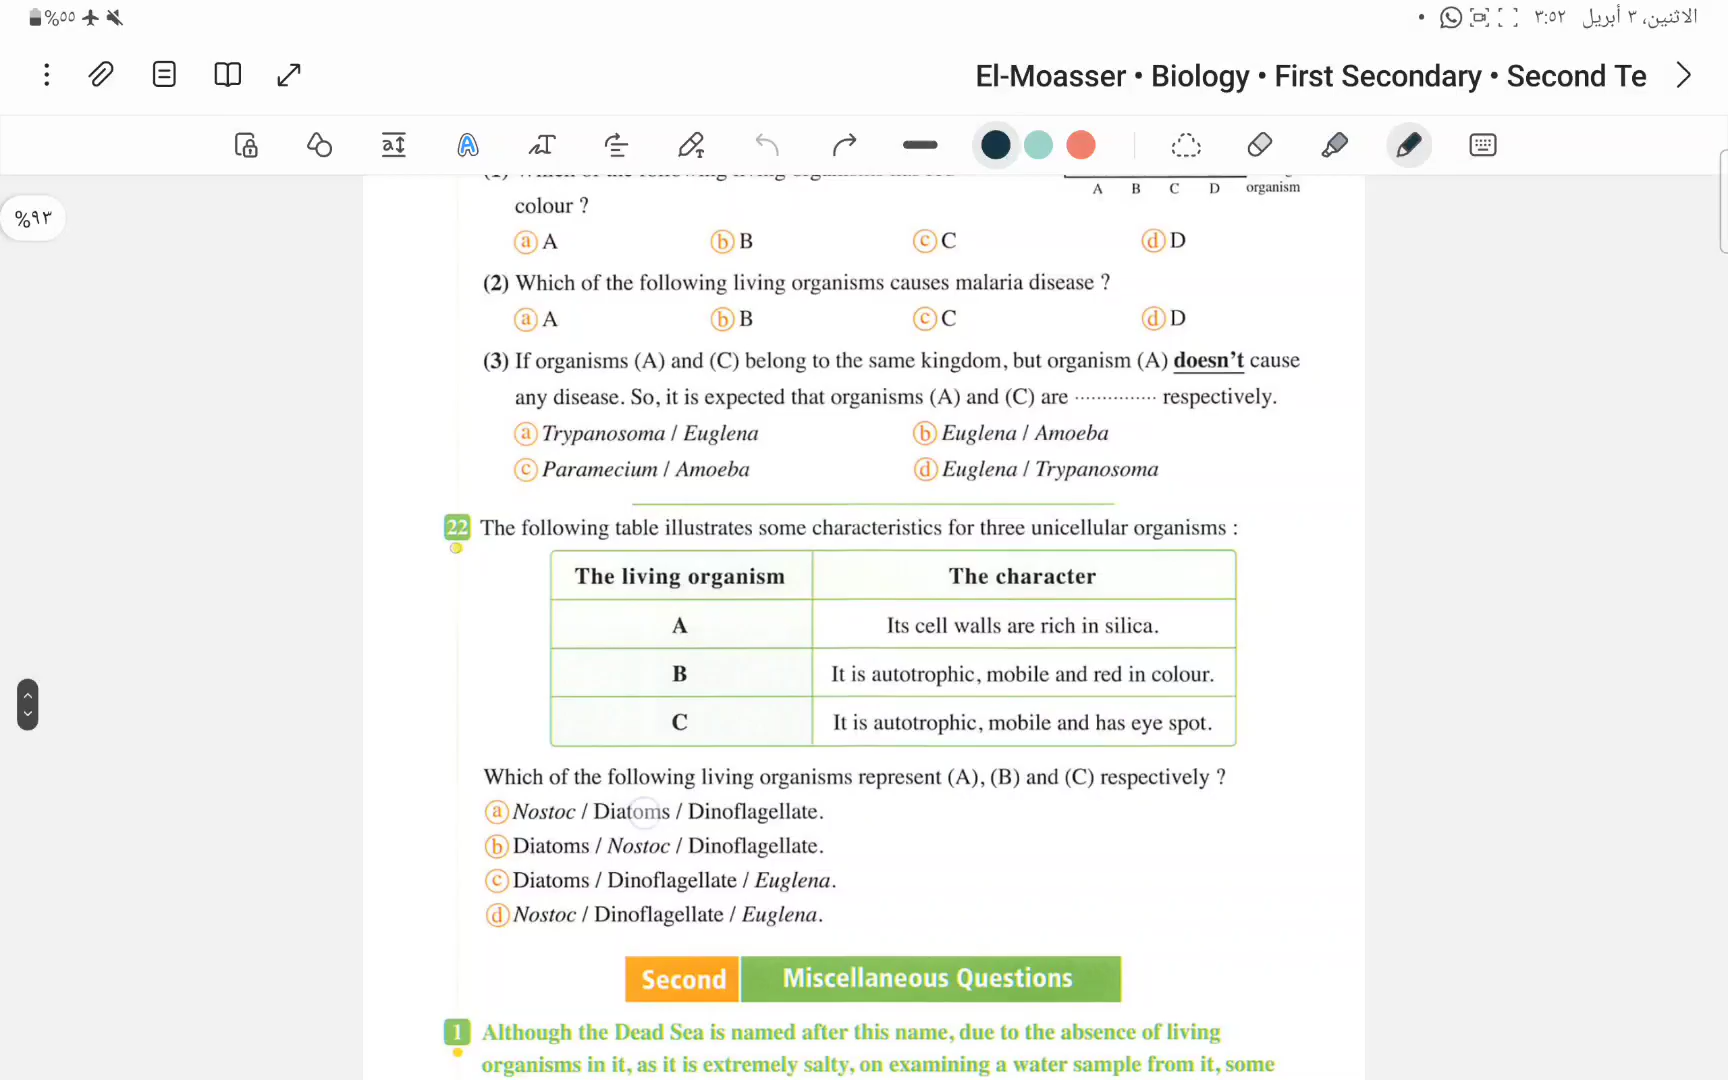 %٥٥
الاثنين، ٣ أبريل ٣:٥٢
El-Moasser • Biology • First Secondary • Second Te
%٩٣
A B C D organism
colour ?
a A b B c C d D
(2) Which of the following living organisms causes malaria disease ?
a A b B c C d D
(3) If organisms (A) and (C) belong to the same kingdom, but organism (A) doesn't cause
any disease. So, it is expected that organisms (A) and (C) are .............. respectively.
a Trypanosoma / Euglena b Euglena / Amoeba
c Paramecium / Amoeba d Euglena / Trypanosoma
22 The following table illustrates some characteristics for three unicellular organisms :
The living organism The character
A Its cell walls are rich in silica.
B It is autotrophic, mobile and red in colour.
C It is autotrophic, mobile and has eye spot.
Which of the following living organisms represent (A), (B) and (C) respectively ?
a Nostoc / Diatoms / Dinoflagellate.
b Diatoms / Nostoc / Dinoflagellate.
c Diatoms / Dinoflagellate / Euglena.
d Nostoc / Dinoflagellate / Euglena.
Second Miscellaneous Questions
1 Although the Dead Sea is named after this name, due to the absence of living
organisms in it, as it is extremely salty, on examining a water sample from it, some